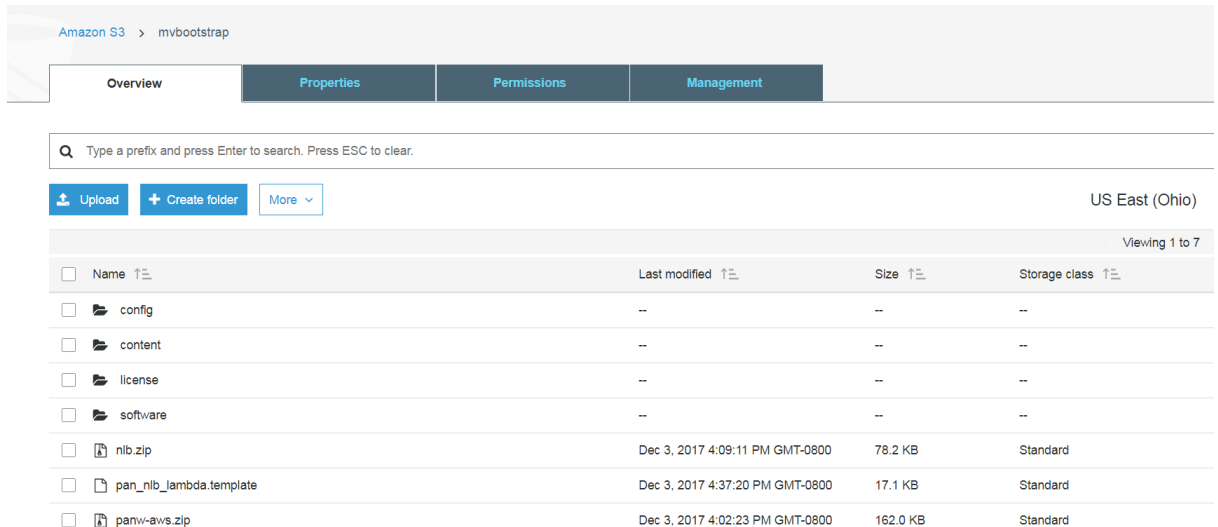 Amazon S3 > mvbootstrap
Overview Properties Permissions Management
Type a prefix and press Enter to search. Press ESC to clear.
Upload + Create folder More US East (Ohio)
Viewing 1 to 7
Name Last modified Size Storage class
config -- -- --
content -- -- --
license -- -- --
software -- -- --
nlb.zip Dec 3, 2017 4:09:11 PM GMT-0800 78.2 KB Standard
pan_nlb_lambda.template Dec 3, 2017 4:37:20 PM GMT-0800 17.1 KB Standard
panw-aws.zip Dec 3, 2017 4:02:23 PM GMT-0800 162.0 KB Standard